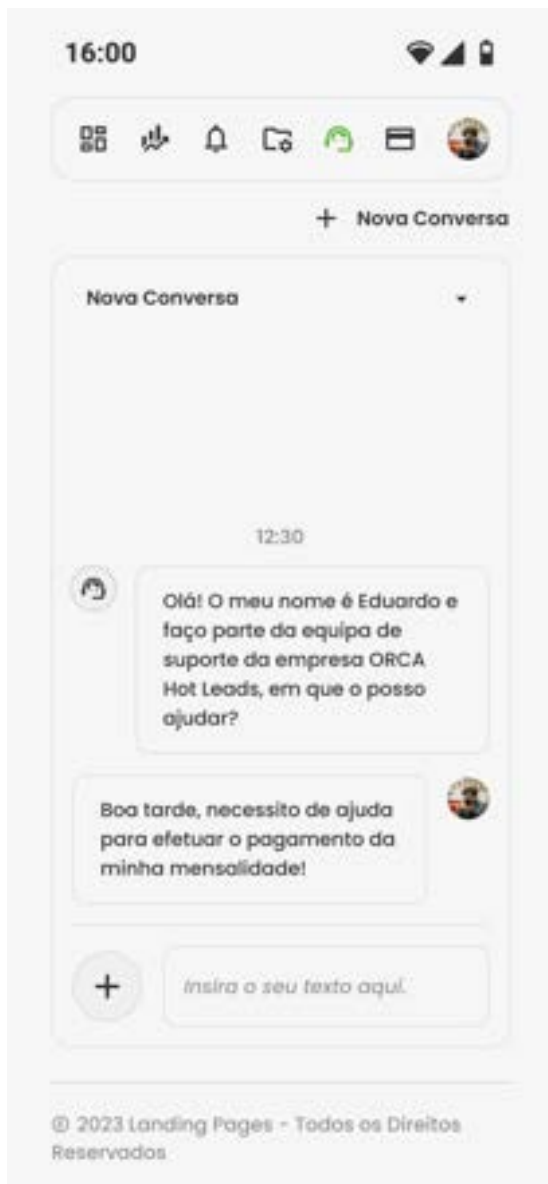 16:00
+ Nova Conversa
Nova Conversa
12:30
Olá! O meu nome é Eduardo e
faço parte da equipa de
suporte da empresa ORCA
Hot Leads, em que o posso
ajudar?
Boa tarde, necessito de ajuda
para efetuar o pagamento da
minha mensalidade!
Insira o seu texto aqui.
© 2023 Landing Pages - Todos os Direitos
Reservados